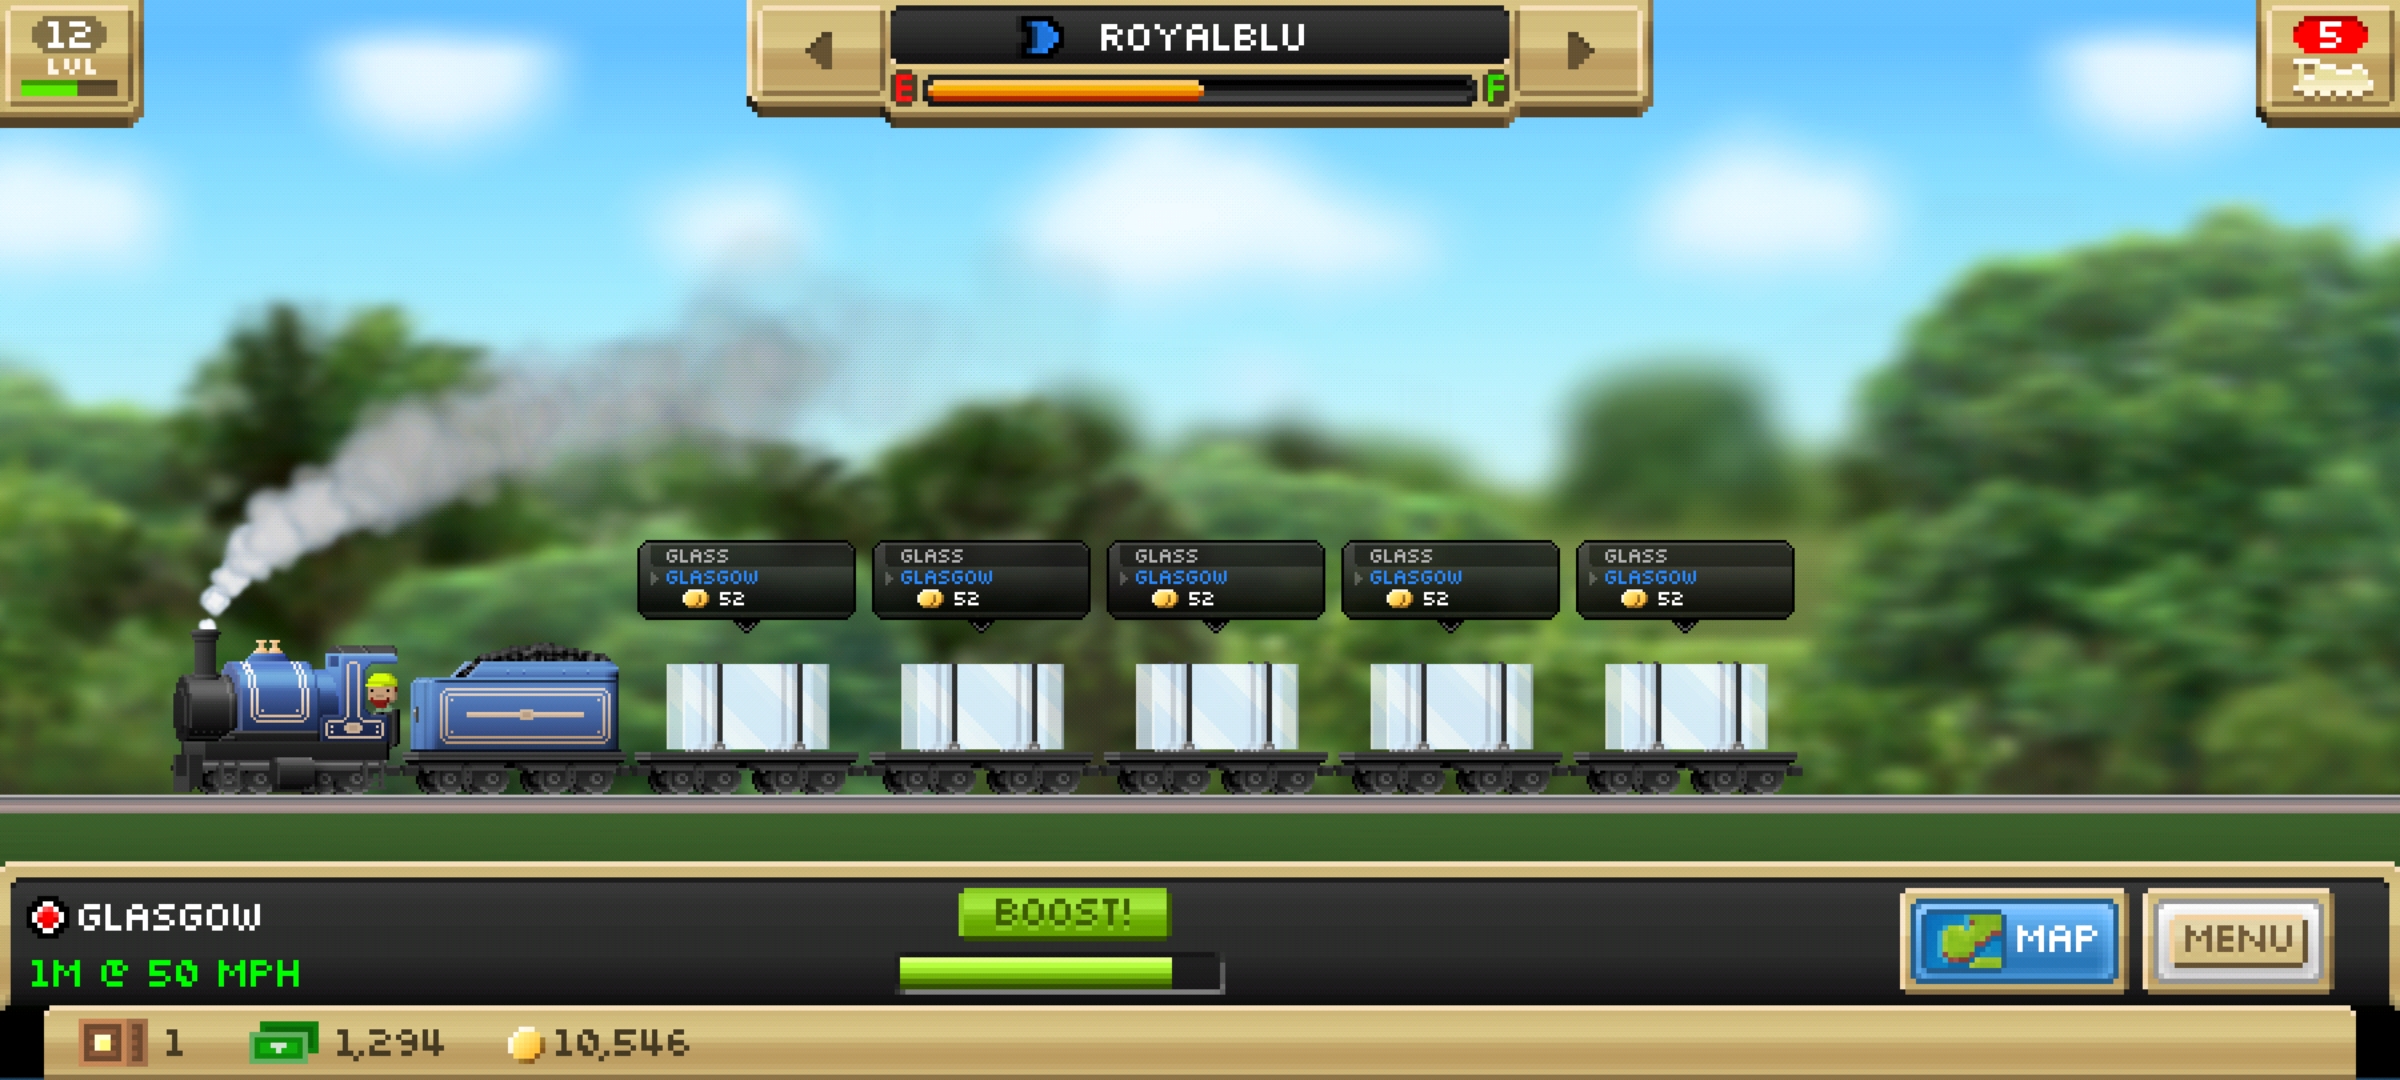 12
LVL
ROYALBLU
E F
5
GLASS
GLASGOW
52
GLASS
GLASGOW
52
GLASS
GLASGOW
52
GLASS
GLASGOW
52
GLASS
GLASGOW
52
GLASGOW
1M @ 50 MPH
BOOST!
MAP
MENU
1
1,294
10,546